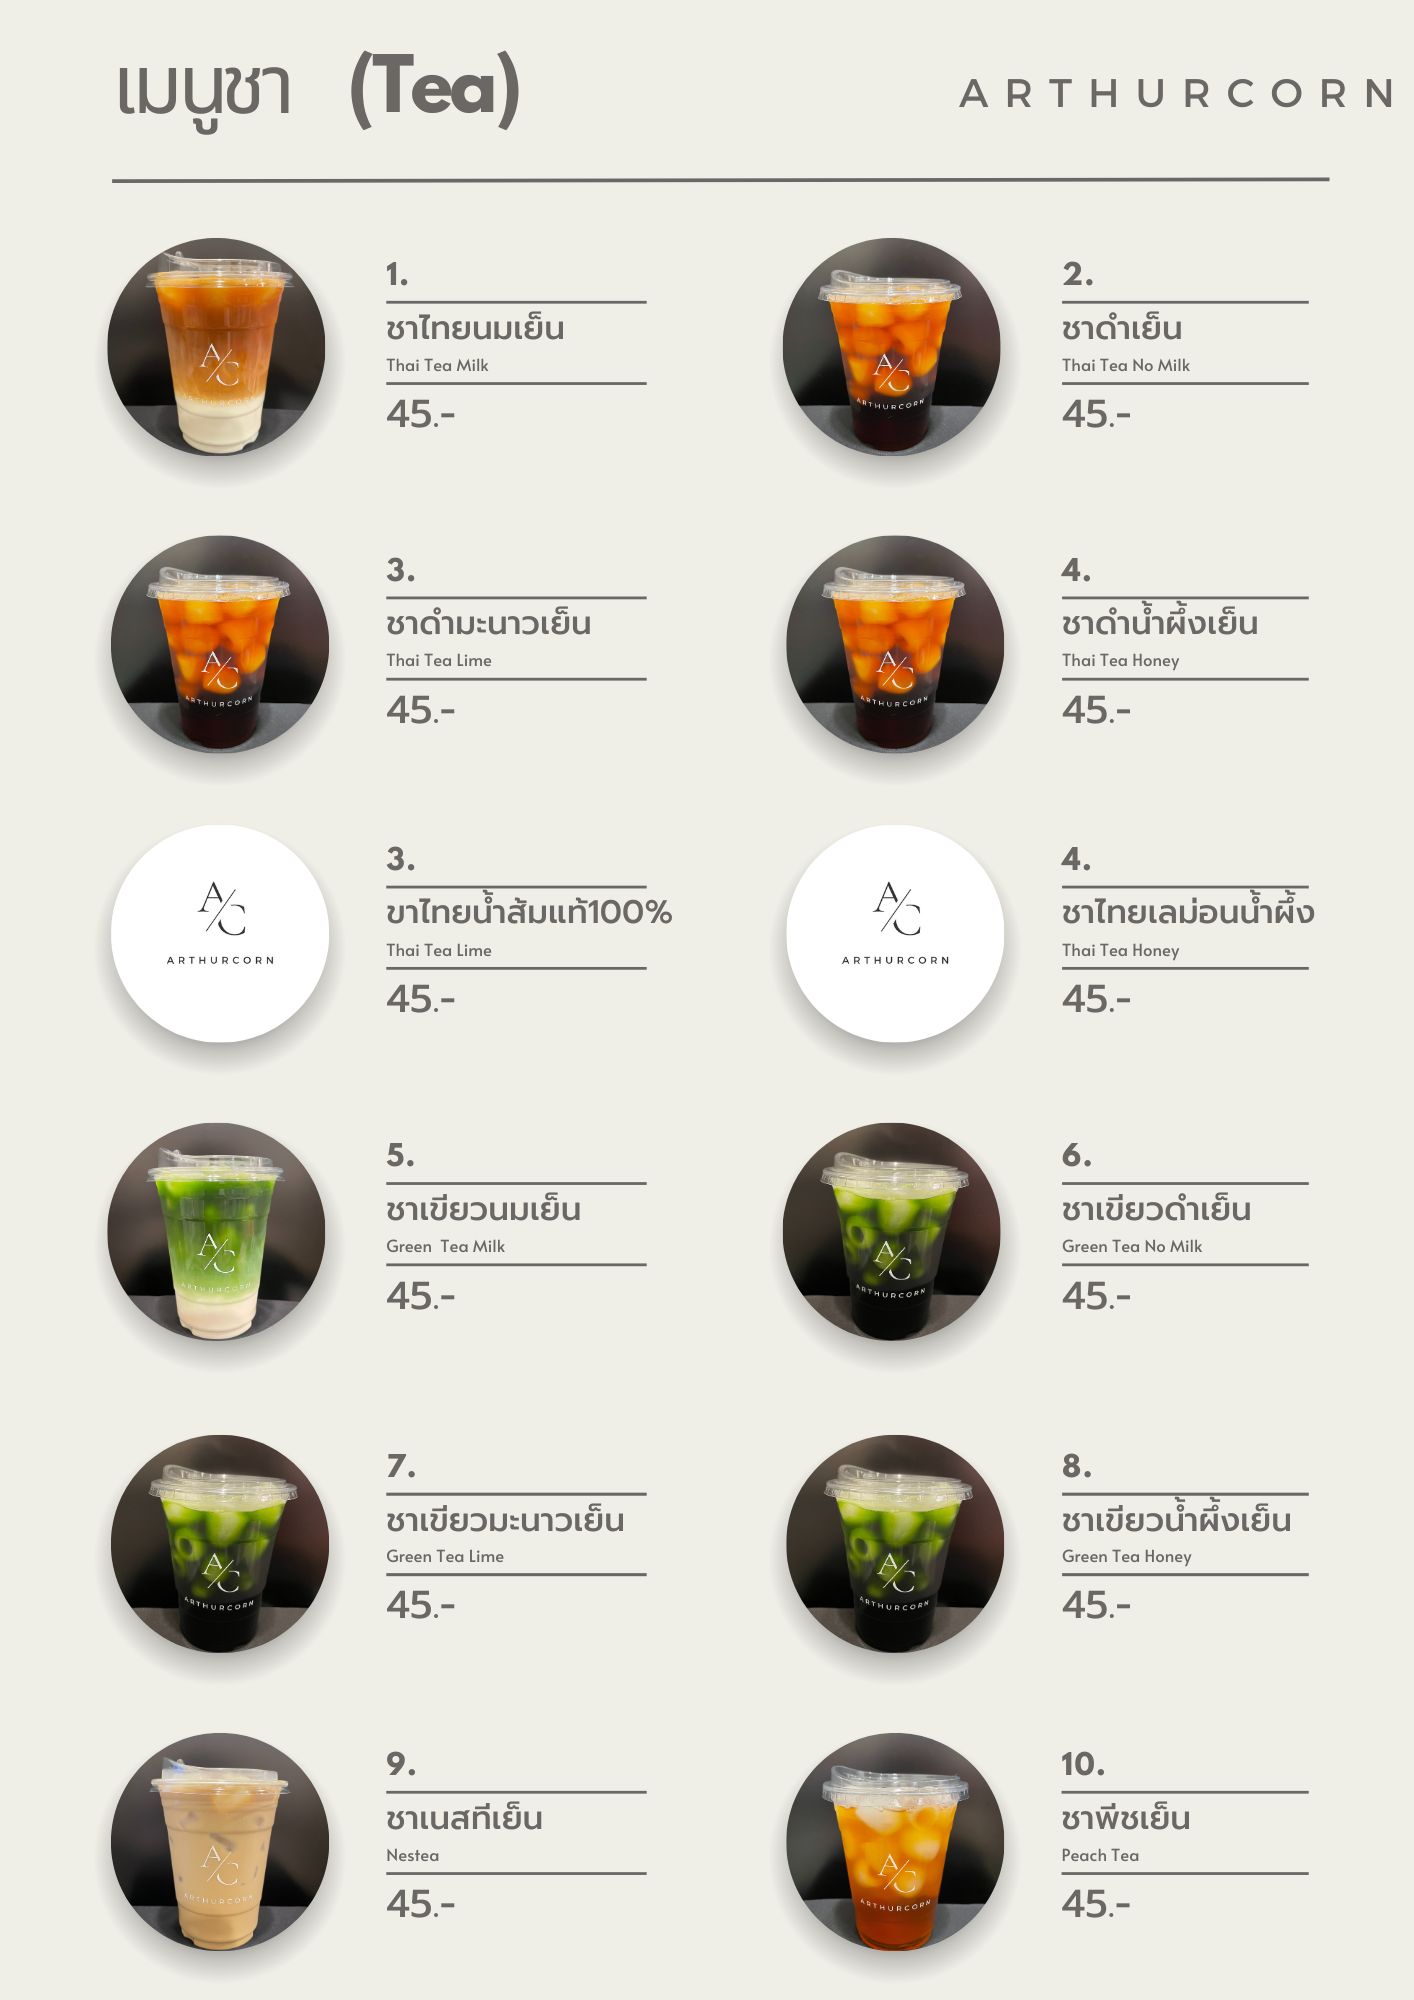 เมนูชา (Tea)
ARTHURCORN
1.
ชาไทยนมเย็น
Thai Tea Milk
45.-
2.
ชาดำเย็น
Thai Tea No Milk
45.-
3.
ชาดำมะนาวเย็น
Thai Tea Lime
45.-
4.
ชาดำน้ำผึ้งเย็น
Thai Tea Honey
45.-
A/C
ARTHURCORN
3.
ขาไทยน้ำส้มแท้100%
Thai Tea Lime
45.-
A/C
ARTHURCORN
4.
ชาไทยเลม่อนน้ำผึ้ง
Thai Tea Honey
45.-
5.
ชาเขียวนมเย็น
Green Tea Milk
45.-
6.
ชาเขียวดำเย็น
Green Tea No Milk
45.-
7.
ชาเขียวมะนาวเย็น
Green Tea Lime
45.-
8.
ชาเขียวน้ำผึ้งเย็น
Green Tea Honey
45.-
9.
ชาเนสทีเย็น
Nestea
45.-
10.
ชาพีชเย็น
Peach Tea
45.-